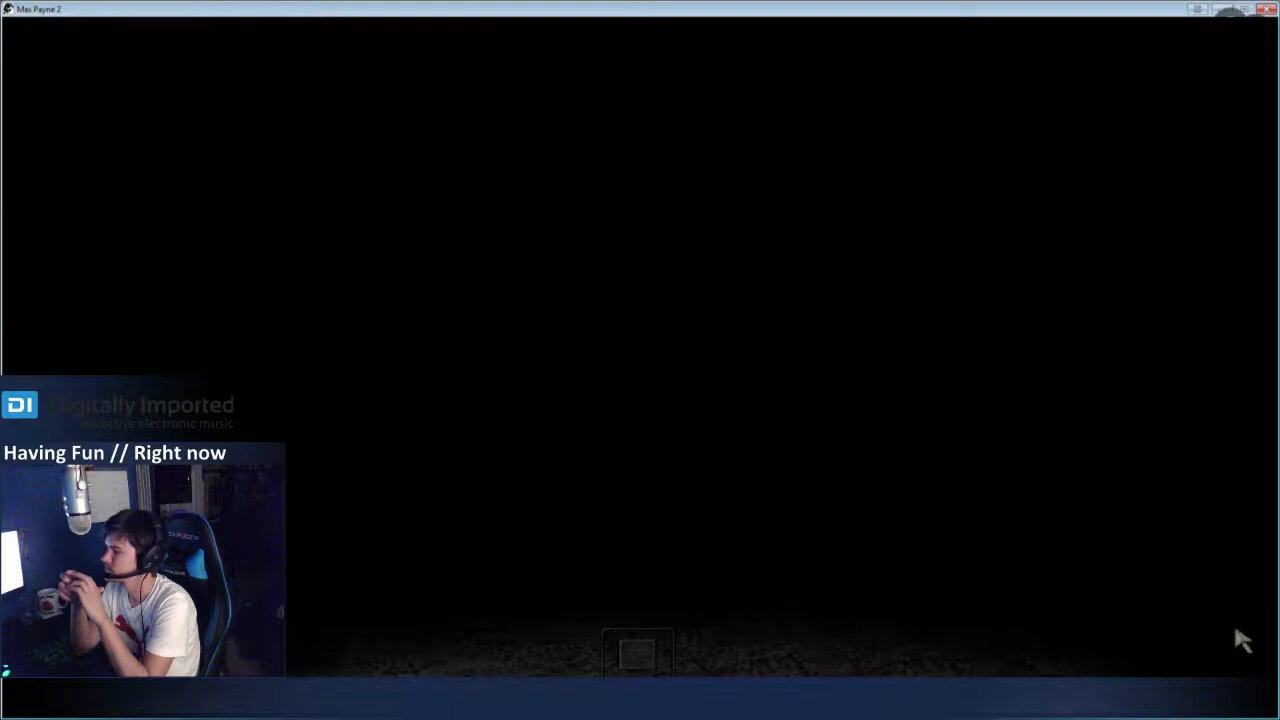 Max Payne 2
DI Digitally Imported
addictive electronic music
Having Fun // Right now